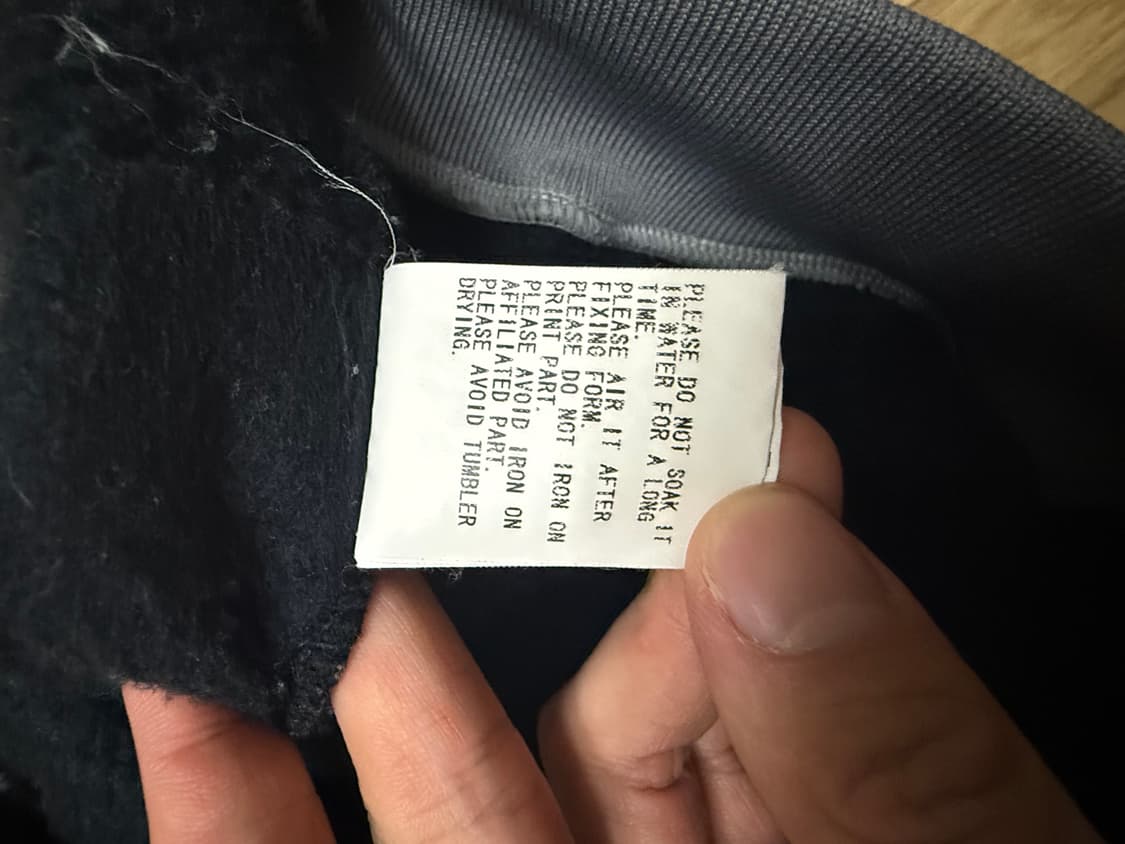 PLEASE DO NOT SOAK IT
IN WATER FOR A LONG
TIME.
PLEASE AIR IT AFTER
FIXING FORM.
PLEASE DO NOT IRON ON
PRINT PART.
PLEASE AVOID IRON ON
AFFILIATED PART.
PLEASE AVOID TUMBLER
DRYING.